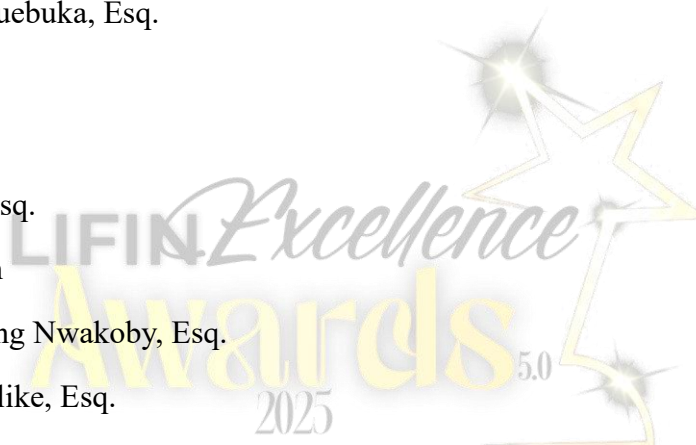 uebuka, Esq.
sq.
LIFIN Excellence
n
ng Nwakoby, Esq.
Awards 5.0
like, Esq.
2025